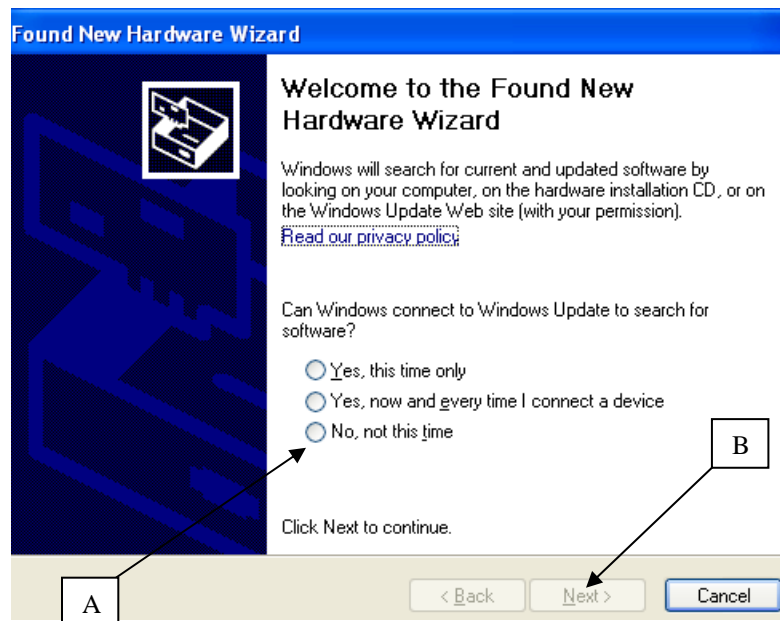 Found New Hardware Wizard
Welcome to the Found New
Hardware Wizard
Windows will search for current and updated software by
looking on your computer, on the hardware installation CD, or on
the Windows Update Web site (with your permission).
Read our privacy policy
Can Windows connect to Windows Update to search for
software?
Yes, this time only
Yes, now and every time I connect a device
No, not this time
B
Click Next to continue.
A
< Back Next > Cancel